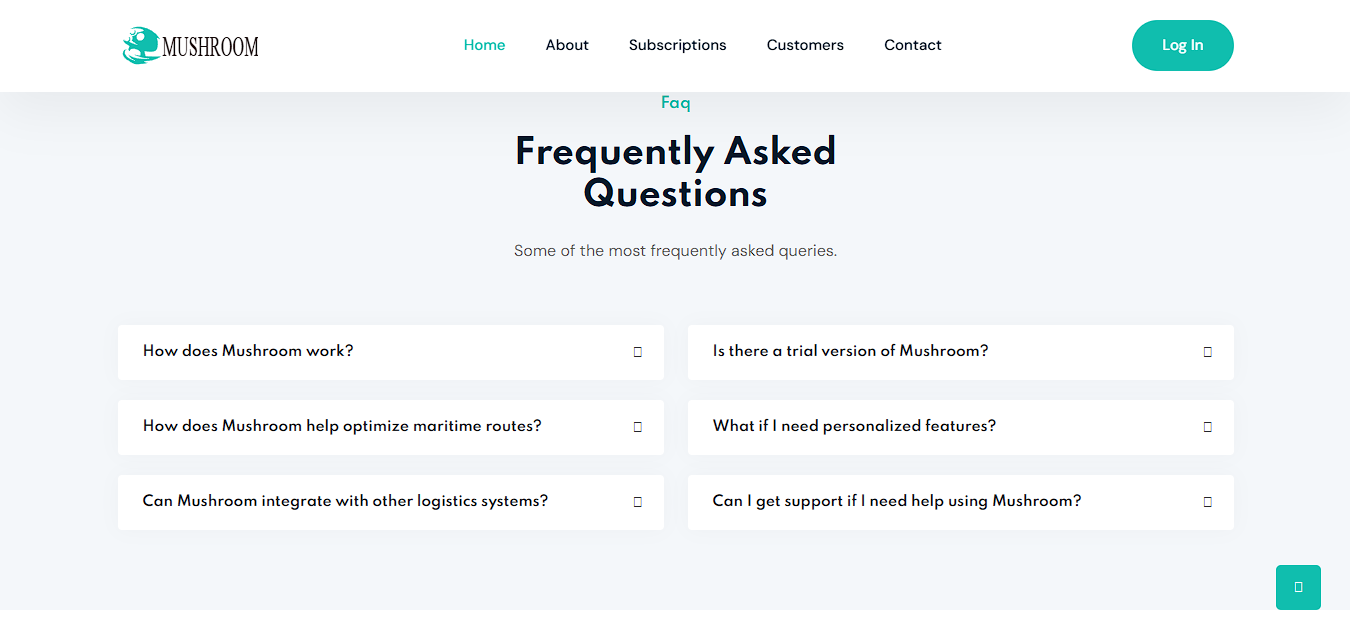 MUSHROOM
Home
About
Subscriptions
Customers
Contact
Log In
Faq
Frequently Asked
Questions
Some of the most frequently asked queries.
How does Mushroom work?
Is there a trial version of Mushroom?
How does Mushroom help optimize maritime routes?
What if I need personalized features?
Can Mushroom integrate with other logistics systems?
Can I get support if I need help using Mushroom?